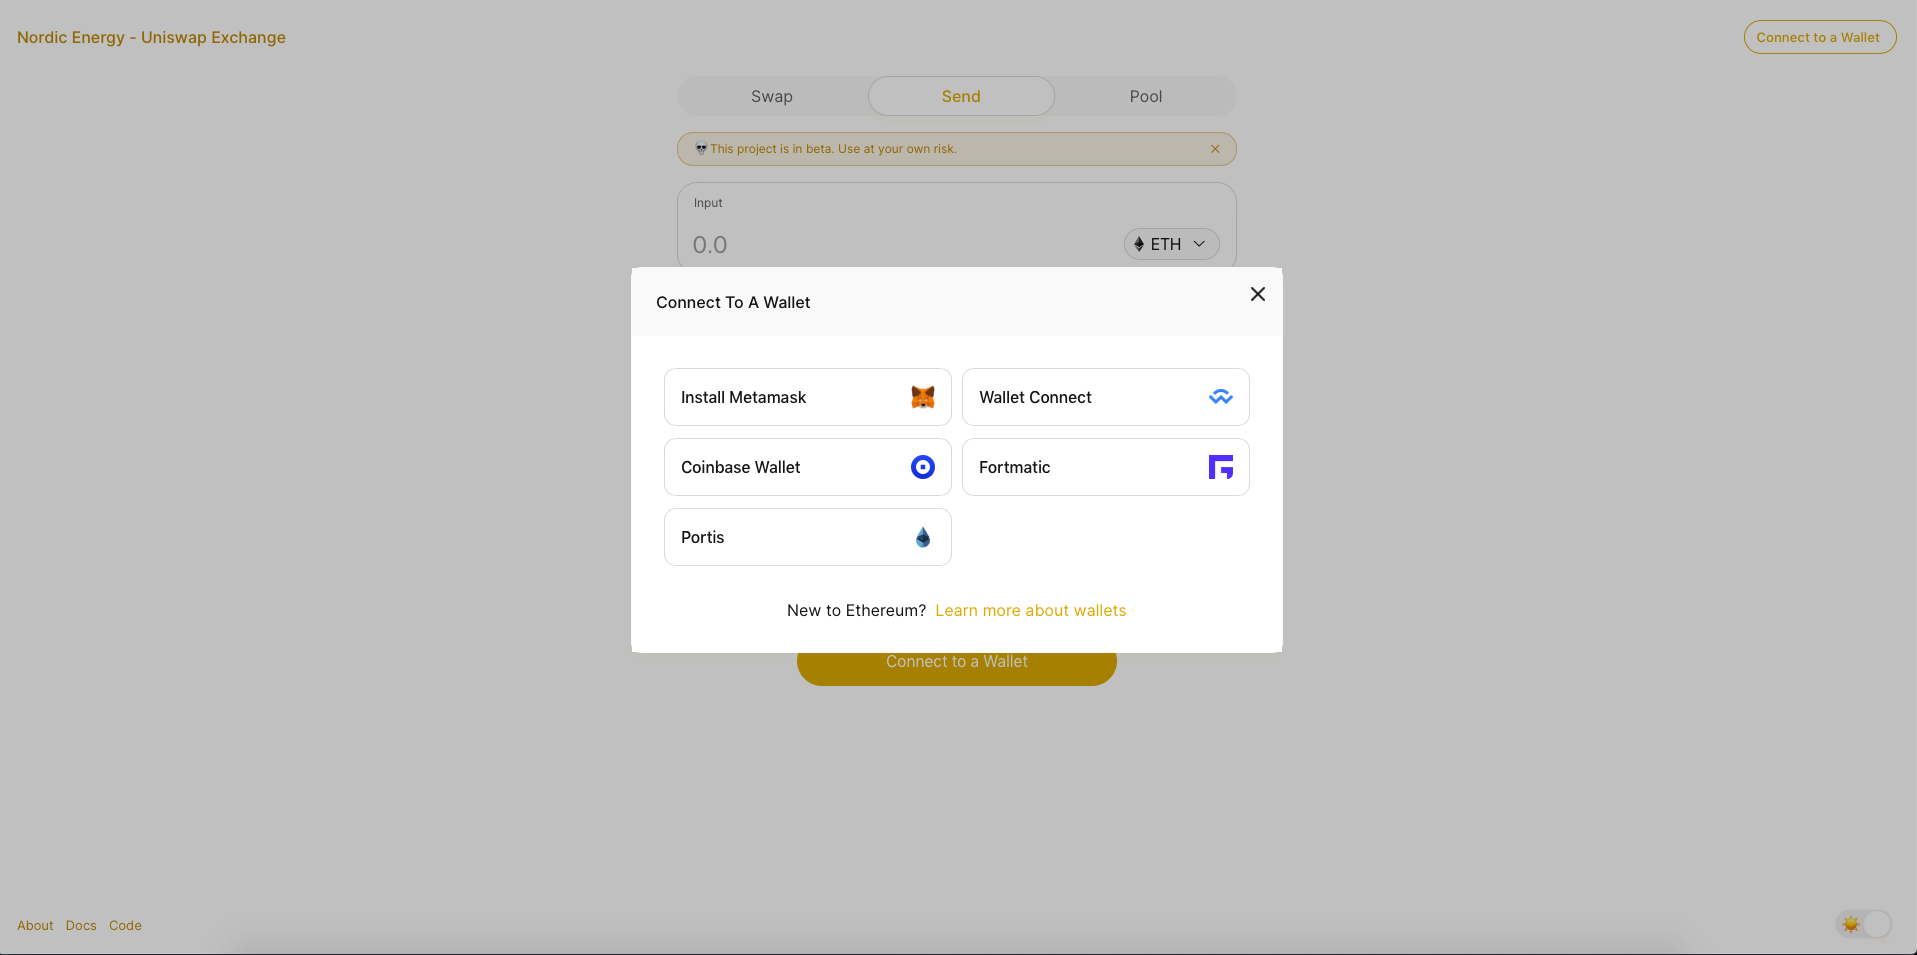 Nordic Energy - Uniswap Exchange
Connect to a Wallet
Swap
Send
Pool
This project is in beta. Use at your own risk.
Input
0.0
ETH
Connect To A Wallet
Install Metamask
Wallet Connect
Coinbase Wallet
Fortmatic
Portis
New to Ethereum? Learn more about wallets
Connect to a Wallet
About Docs Code